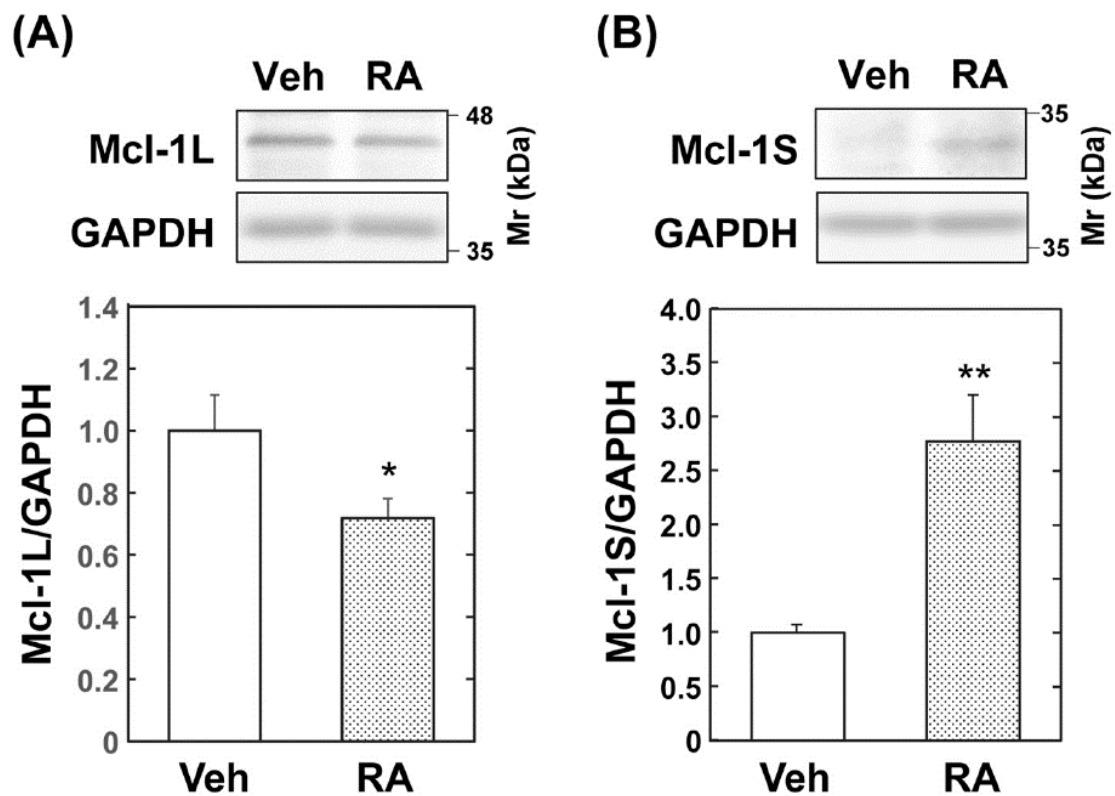 (A)
Veh RA
Mcl-1L
48
GAPDH
35
Mr (kDa)
Mcl-1L/GAPDH
1.4
1.2
1.0
0.8
0.6
0.4
0.2
0
*
Veh RA
(B)
Veh RA
Mcl-1S
35
GAPDH
35
Mr (kDa)
Mcl-1S/GAPDH
4.0
3.5
3.0
2.5
2.0
1.5
1.0
0.5
0
**
Veh RA